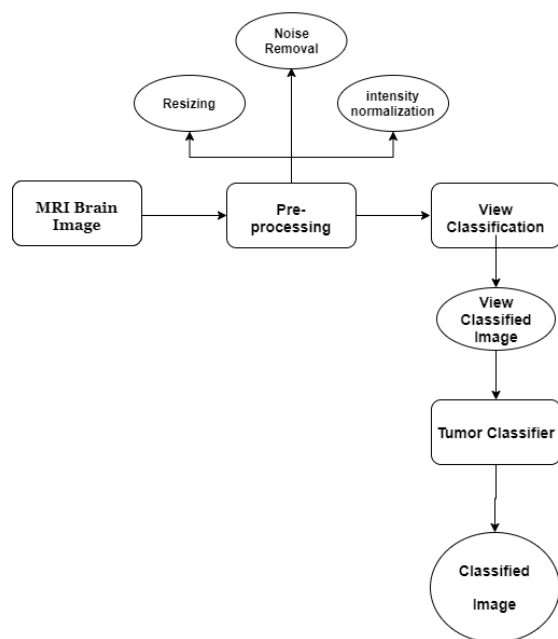 Noise
Removal
Resizing
intensity
normalization
MRI Brain
Image
Pre-
processing
View
Classification
View
Classified
Image
Tumor Classifier
Classified
Image